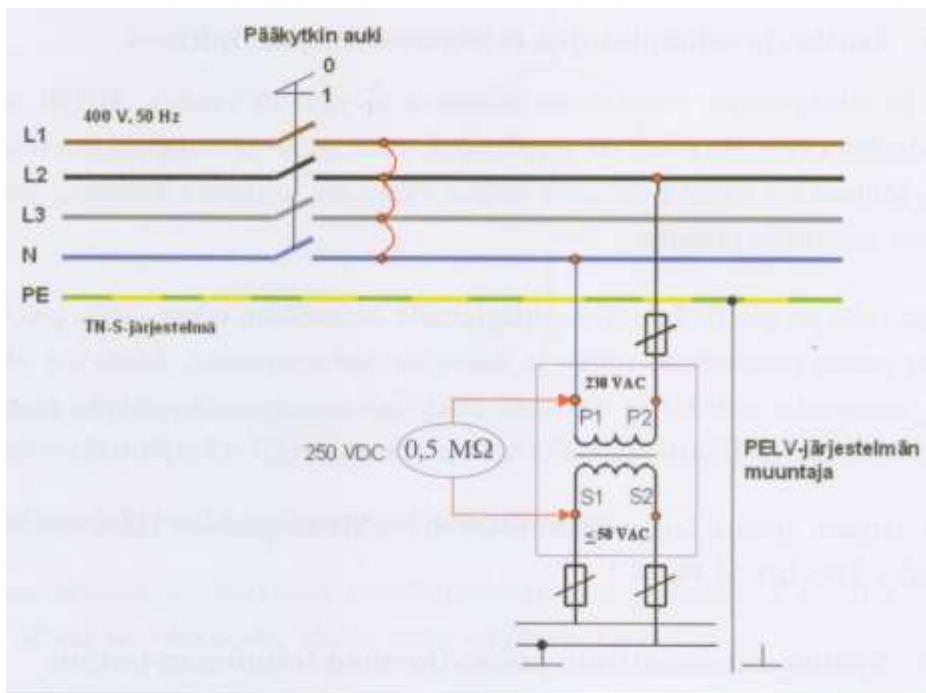 Pääkytkin auki
0
1
400 V, 50 Hz
L1
L2
L3
N
PE
TN-S-järjestelmä
230 VAC
P1 P2
250 VDC 0,5 MΩ
PELV-järjestelmän
muuntaja
S1 S2
≤50 VAC